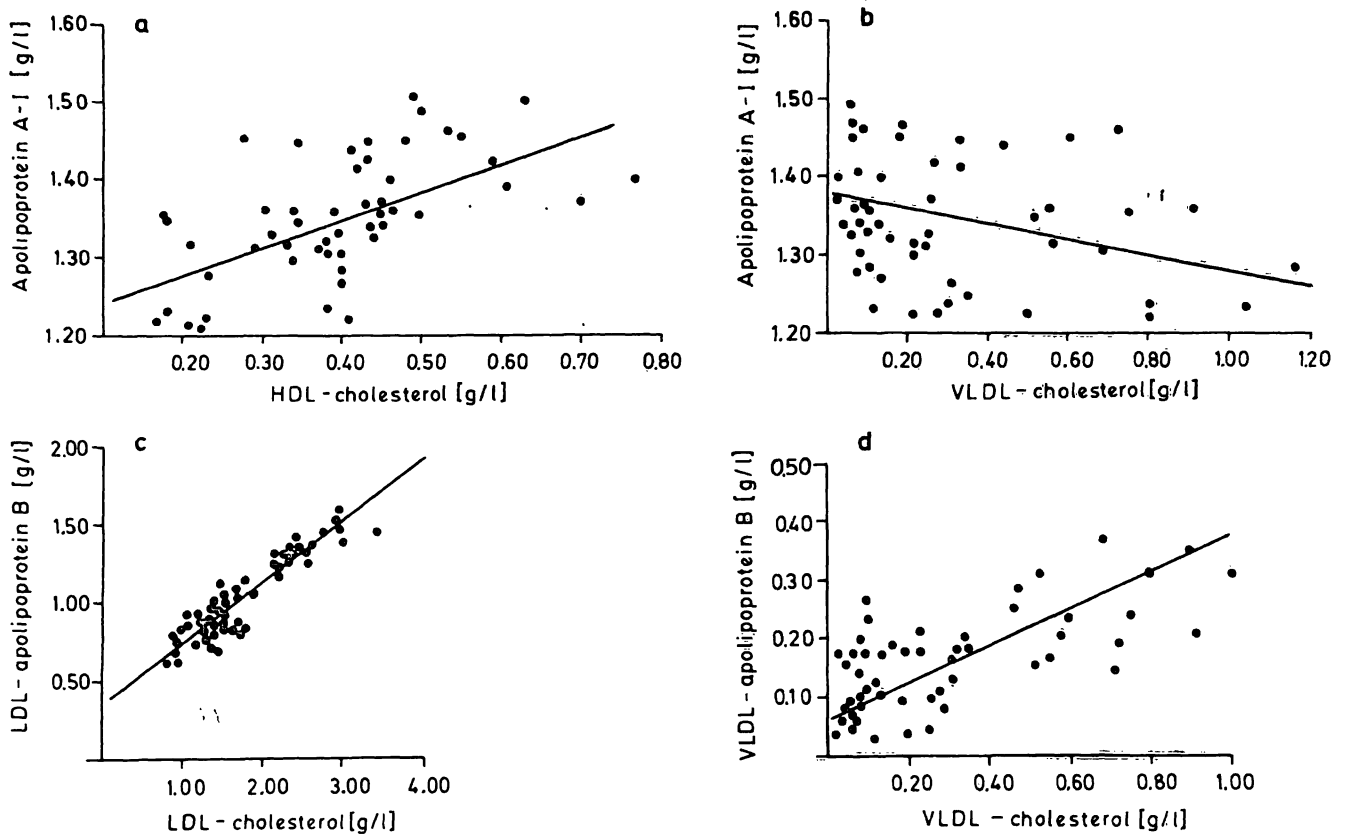 a
Apolipoprotein A-I [g/l]
1.60
1.50
1.40
1.30
1.20
0.20 0.30 0.40 0.50 0.60 0.70 0.80
HDL-cholesterol [g/l]
b
Apolipoprotein A-I [g/l]
1.60
1.50
1.40
1.30
1.20
0.20 0.40 0.60 0.80 1.00 1.20
VLDL-cholesterol [g/l]
c
LDL-apolipoprotein B [g/l]
2.00
1.50
1.00
0.50
1.00 2.00 3.00 4.00
LDL-cholesterol [g/l]
d
VLDL-apolipoprotein B [g/l]
0.50
0.40
0.30
0.20
0.10
0.20 0.40 0.60 0.80 1.00
VLDL-cholesterol [g/l]